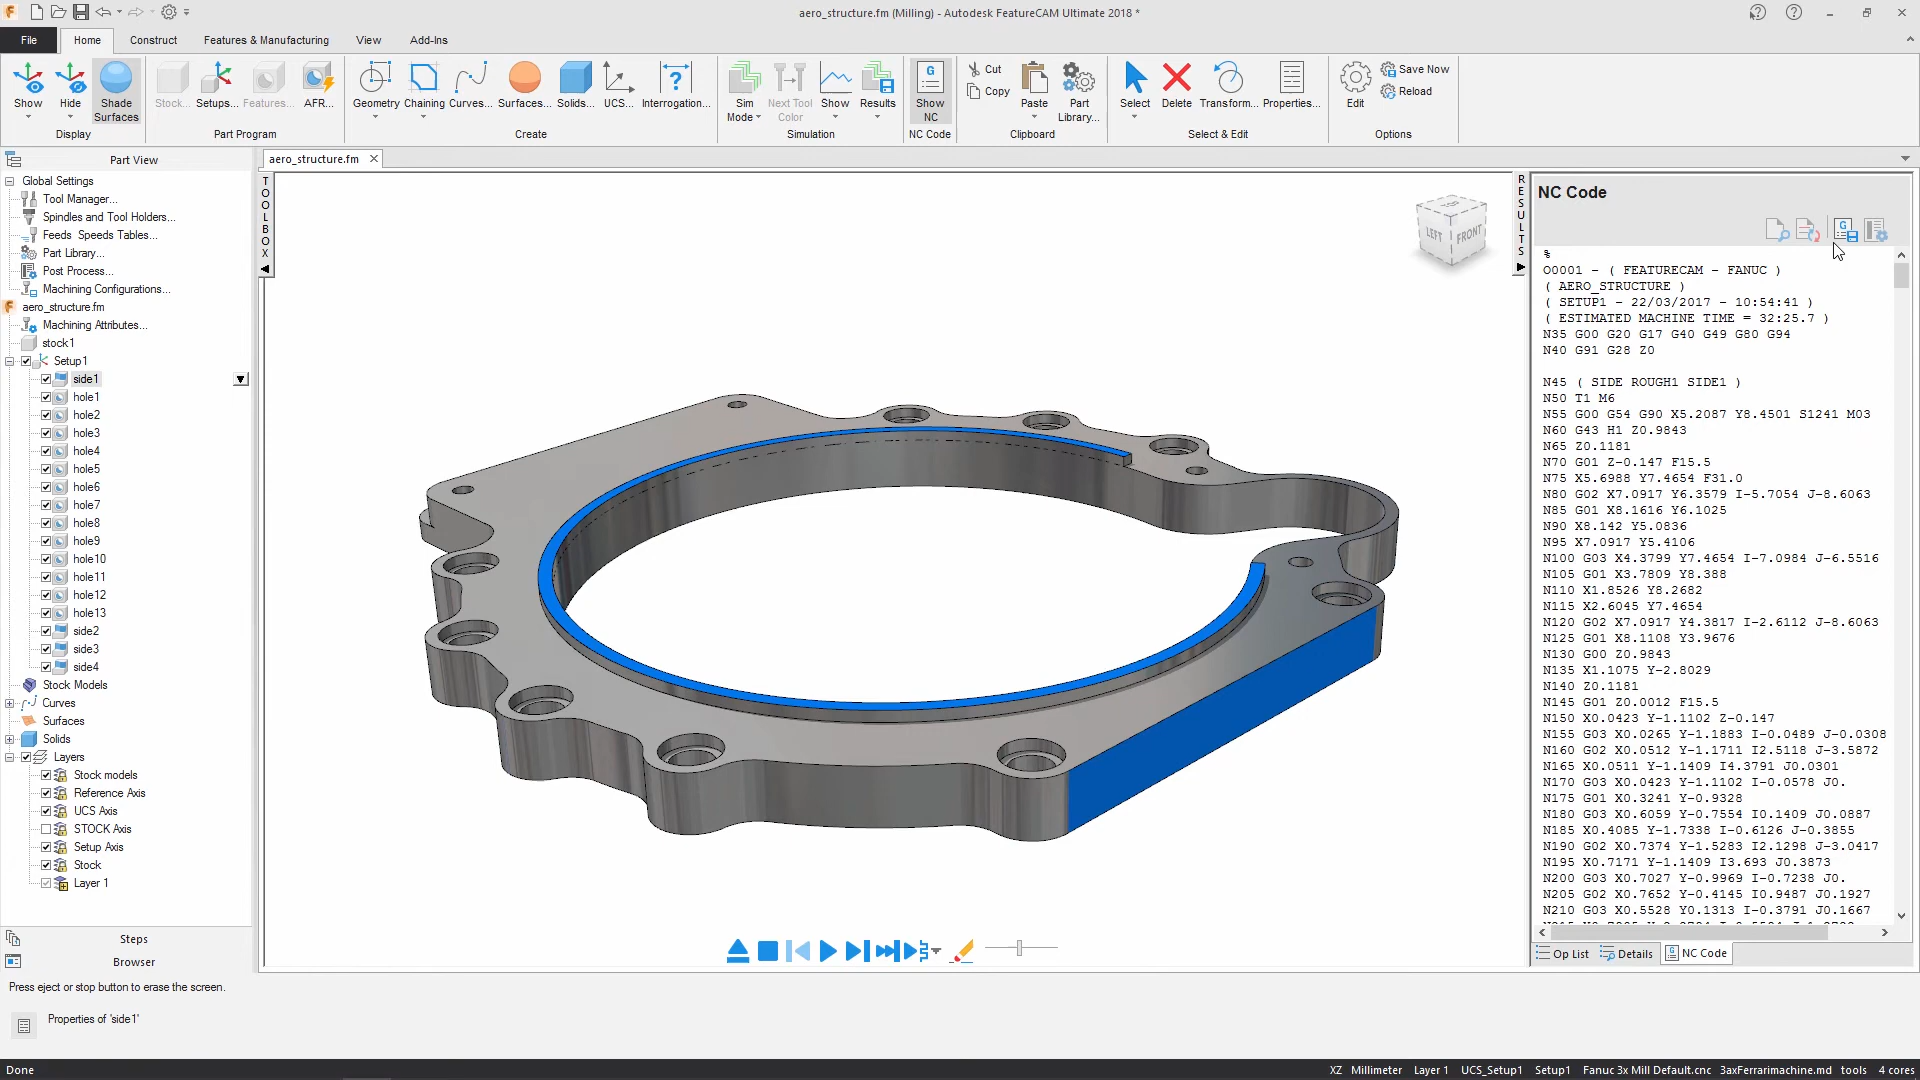 aero_structure.fm (Milling) - Autodesk FeatureCAM Ultimate 2018 *
File
Home
Construct
Features & Manufacturing
View
Add-Ins
Show
Hide
Shade Surfaces
Stock...
Setups...
Features...
AFR...
Geometry
Chaining
Curves...
Surfaces...
Solids...
UCS...
Interrogation...
Sim Mode
Next Tool Color
Show
Results
Show NC
Cut
Copy
Paste
Part Library...
Select
Delete
Transform...
Properties...
Edit
Save Now
Reload
Display
Part Program
Create
Simulation
NC Code
Clipboard
Select & Edit
Options
Part View
Global Settings
Tool Manager...
Spindles and Tool Holders...
Feeds Speeds Tables...
Part Library...
Post Process...
Machining Configurations...
aero_structure.fm
Machining Attributes...
stock1
Setup1
side1
hole1
hole2
hole3
hole4
hole5
hole6
hole7
hole8
hole9
hole10
hole11
hole12
hole13
side2
side3
side4
Stock Models
Curves
Surfaces
Solids
Layers
Stock models
Reference Axis
UCS Axis
STOCK Axis
Setup Axis
Stock
Layer 1
Steps
Browser
aero_structure.fm
TOOLBOX
TOP
LEFT
FRONT
RESULTS
NC Code
%
O0001 - ( FEATURECAM - FANUC )
( AERO_STRUCTURE )
( SETUP1 - 22/03/2017 - 10:54:41 )
( ESTIMATED MACHINE TIME = 32:25.7 )
N35 G00 G20 G17 G40 G49 G80 G94
N40 G91 G28 Z0
N45 ( SIDE ROUGH1 SIDE1 )
N50 T1 M6
N55 G00 G54 G90 X5.2087 Y8.4501 S1241 M03
N60 G43 H1 Z0.9843
N65 Z0.1181
N70 G01 Z-0.147 F15.5
N75 X5.6988 Y7.4654 F31.0
N80 G02 X7.0917 Y6.3579 I-5.7054 J-8.6063
N85 G01 X8.1616 Y6.1025
N90 X8.142 Y5.0836
N95 X7.0917 Y5.4106
N100 G03 X4.3799 Y7.4654 I-7.0984 J-6.5516
N105 G01 X3.7809 Y8.388
N110 X1.8526 Y8.2682
N115 X2.6045 Y7.4654
N120 G02 X7.0917 Y4.3817 I-2.6112 J-8.6063
N125 G01 X8.1108 Y3.9676
N130 G00 Z0.9843
N135 X1.1075 Y-2.8029
N140 Z0.1181
N145 G01 Z0.0012 F15.5
N150 X0.0423 Y-1.1102 Z-0.147
N155 G03 X0.0265 Y-1.1883 I-0.0489 J-0.0308
N160 G02 X0.0512 Y-1.1711 I2.5118 J-3.5872
N165 X0.0511 Y-1.1409 I4.3791 J0.0301
N170 G03 X0.0423 Y-1.1102 I-0.0578 J0.
N175 G01 X0.3241 Y-0.9328
N180 G03 X0.6059 Y-0.7554 I0.1409 J0.0887
N185 X0.4085 Y-1.7338 I-0.6126 J-0.3855
N190 G02 X0.7374 Y-1.5283 I2.1298 J-3.0417
N195 X0.7171 Y-1.1409 I3.693 J0.3873
N200 G03 X0.7027 Y-0.9969 I-0.7238 J0.
N205 G02 X0.7652 Y-0.4145 I0.9487 J0.1927
N210 G03 X0.5528 Y0.1313 I-0.3791 J0.1667
Op List
Details
NC Code
Press eject or stop button to erase the screen.
Properties of 'side1'
Done
XZ Millimeter Layer 1 UCS_Setup1 Setup1 Fanuc 3x Mill Default.cnc 3axFerrarimachine.md tools 4 cores